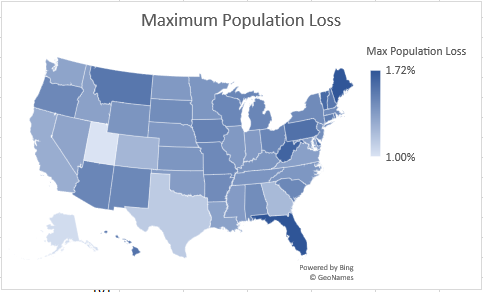 Maximum Population Loss
Max Population Loss
1.72%
1.00%
Powered by Bing
© GeoNames